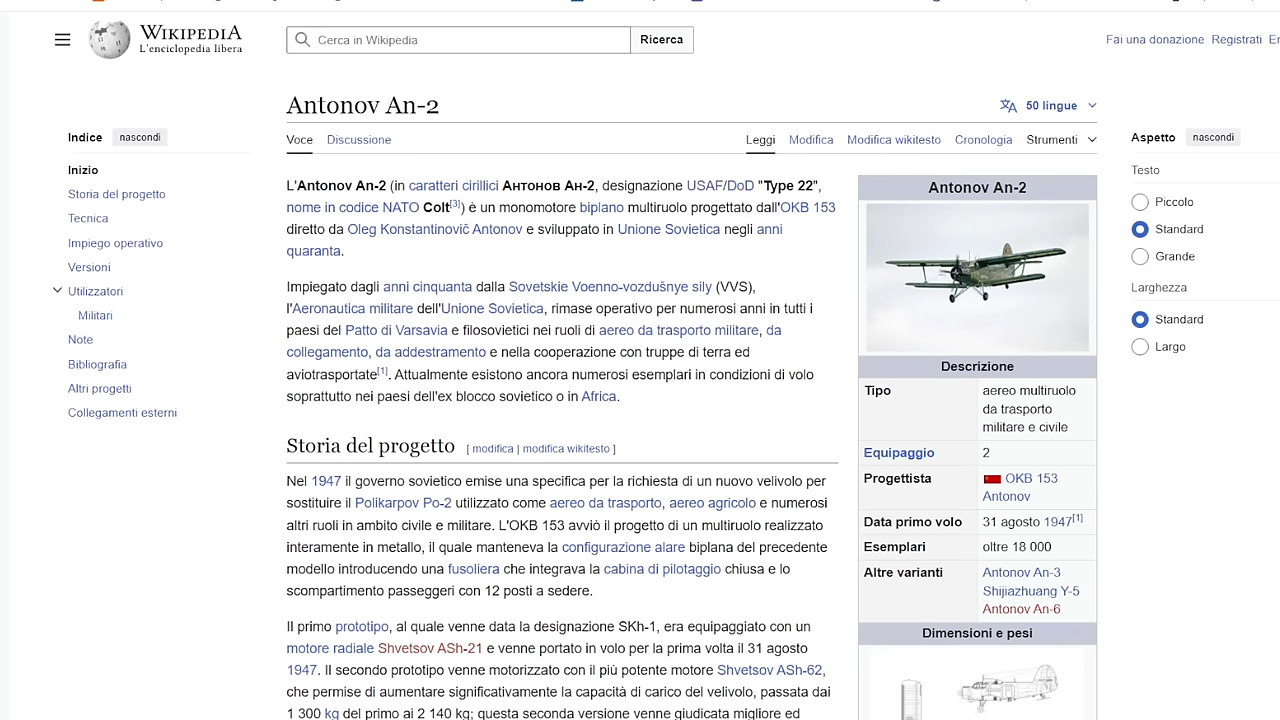 WIKIPEDIA
L'enciclopedia libera
Cerca in Wikipedia
Ricerca
Fai una donazione Registrati
Indice nascondi
Inizio
Storia del progetto
Tecnica
Impiego operativo
Versioni
Utilizzatori
Militari
Note
Bibliografia
Altri progetti
Collegamenti esterni
Antonov An-2
50 lingue
Voce Discussione
Leggi Modifica Modifica wikitesto Cronologia Strumenti
L'Antonov An-2 (in caratteri cirillici Антонов Ан-2, designazione USAF/DoD "Type 22",
nome in codice NATO Colt[3]) è un monomotore biplano multiruolo progettato dall'OKB 153
diretto da Oleg Konstantinovič Antonov e sviluppato in Unione Sovietica negli anni
quaranta.
Impiegato dagli anni cinquanta dalla Sovetskie Voenno-vozdušnye sily (VVS),
l'Aeronautica militare dell'Unione Sovietica, rimase operativo per numerosi anni in tutti i
paesi del Patto di Varsavia e filosovietici nei ruoli di aereo da trasporto militare, da
collegamento, da addestramento e nella cooperazione con truppe di terra ed
aviotrasportate[1]. Attualmente esistono ancora numerosi esemplari in condizioni di volo
soprattutto nei paesi dell'ex blocco sovietico o in Africa.
Storia del progetto [ modifica | modifica wikitesto ]
Nel 1947 il governo sovietico emise una specifica per la richiesta di un nuovo velivolo per
sostituire il Polikarpov Po-2 utilizzato come aereo da trasporto, aereo agricolo e numerosi
altri ruoli in ambito civile e militare. L'OKB 153 avviò il progetto di un multiruolo realizzato
interamente in metallo, il quale manteneva la configurazione alare biplana del precedente
modello introducendo una fusoliera che integrava la cabina di pilotaggio chiusa e lo
scompartimento passeggeri con 12 posti a sedere.
Il primo prototipo, al quale venne data la designazione SKh-1, era equipaggiato con un
motore radiale Shvetsov ASh-21 e venne portato in volo per la prima volta il 31 agosto
1947. Il secondo prototipo venne motorizzato con il più potente motore Shvetsov ASh-62,
che permise di aumentare significativamente la capacità di carico del velivolo, passata dai
1 300 kg del primo ai 2 140 kg; questa seconda versione venne giudicata migliore ed
Antonov An-2
Descrizione
Tipo aereo multiruolo
da trasporto
militare e civile
Equipaggio 2
Progettista OKB 153
Antonov
Data primo volo 31 agosto 1947[1]
Esemplari oltre 18 000
Altre varianti Antonov An-3
Shijiazhuang Y-5
Antonov An-6
Dimensioni e pesi
Aspetto nascondi
Testo
Piccolo
Standard
Grande
Larghezza
Standard
Largo